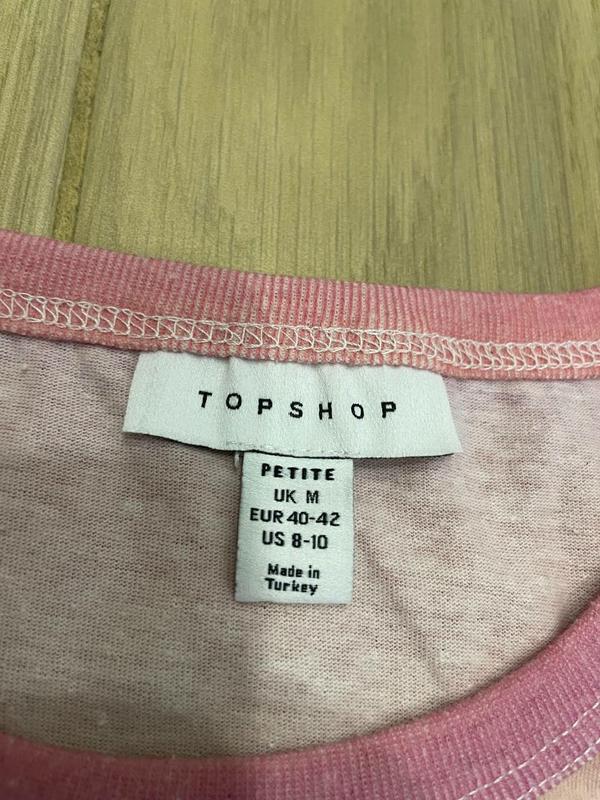 TOPSHOP
PETITE
UK M
EUR 40-42
US 8-10
Made in
Turkey